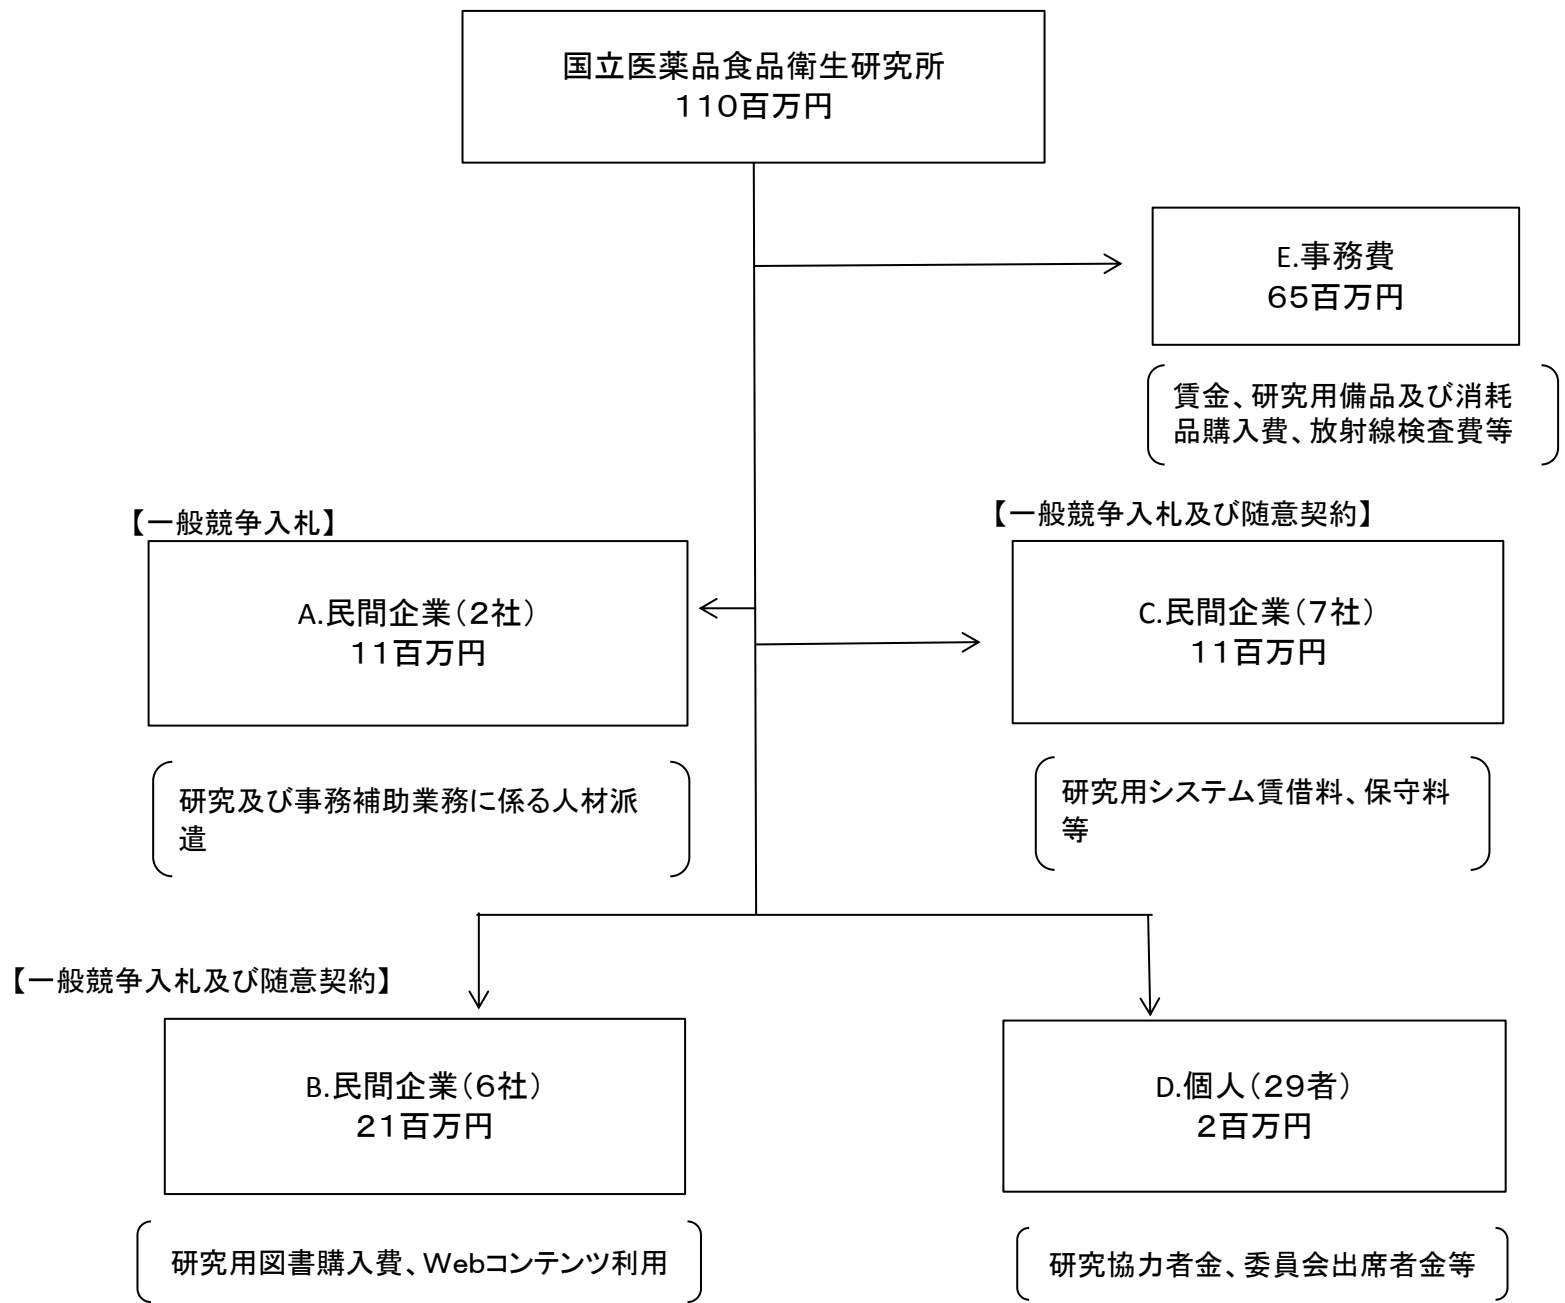 国立医薬品食品衛生研究所
１１０百万円
E.事務費
６５百万円
賃金、研究用備品及び消耗
品購入費、放射線検査費等
【一般競争入札】
A.民間企業（２社）
１１百万円
研究及び事務補助業務に係る人材派
遣
【一般競争入札及び随意契約】
C.民間企業（７社）
１１百万円
研究用システム賃借料、保守料
等
【一般競争入札及び随意契約】
B.民間企業（６社）
２１百万円
研究用図書購入費、Ｗｅｂコンテンツ利用
D.個人（２９者）
２百万円
研究協力者金、委員会出席者金等